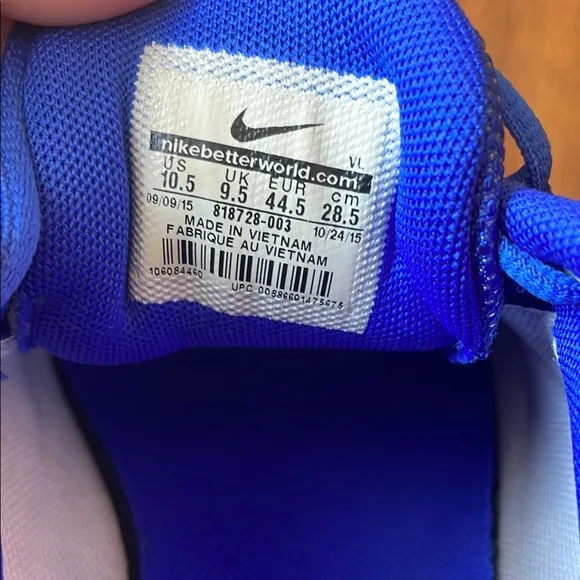 nikebetterworld.com
VL
US UK EUR cm
10.5 9.5 44.5 28.5
09/09/15 818728-003 10/24/15
MADE IN VIETNAM
FABRIQUE AU VIETNAM
106084460
UPC 00886691475675